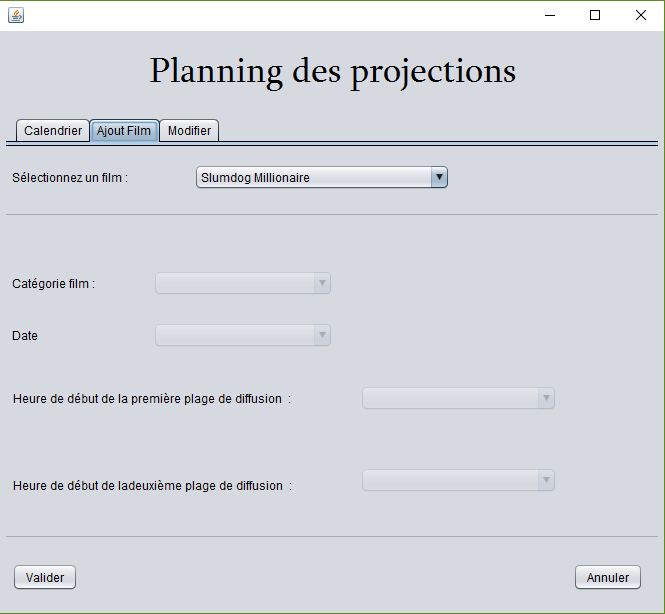 Planning des projections
Calendrier Ajout Film Modifier
Sélectionnez un film : Slumdog Millionaire
Catégorie film :
Date
Heure de début de la première plage de diffusion :
Heure de début de ladeuxième plage de diffusion :
Valider Annuler